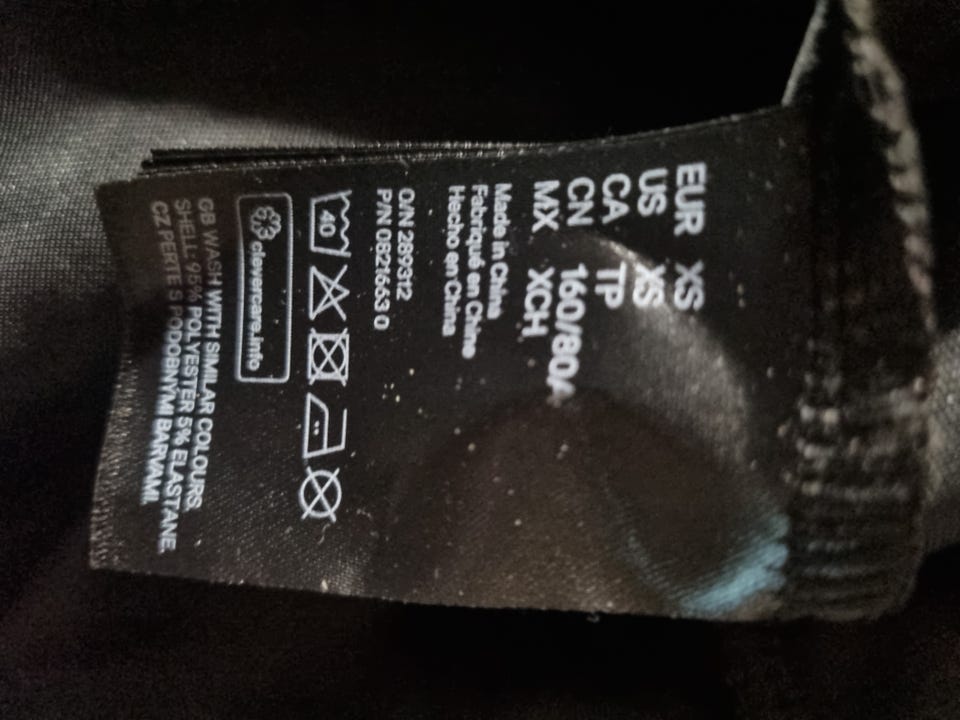 EUR XS
US XS
CA TP
CN 160/80A
MX XCH
Made in China
Fabriqué en Chine
Hecho en China
O/N 289312
P/N 0821663 0
40
clevercare.info
GB WASH WITH SIMILAR COLOURS.
SHELL: 95% POLYESTER 5% ELASTANE.
CZ PERTE S PODOBNÝMI BARVAMI.